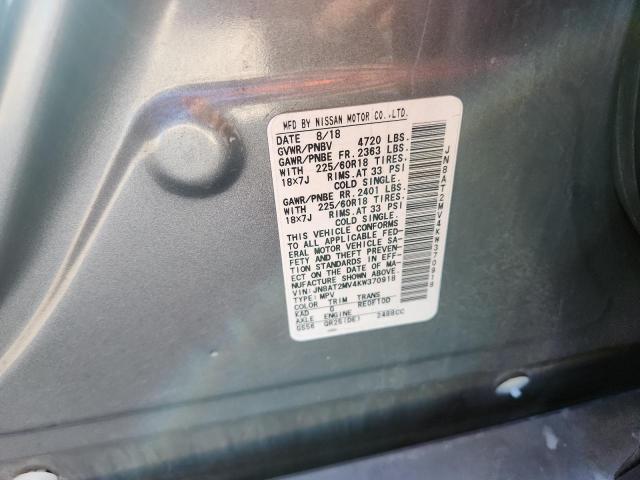 MFD BY NISSAN MOTOR CO.,LTD.
DATE 8/18
GVWR/PNBV 4720 LBS.
GAWR/PNBE FR. 2363 LBS.
WITH 225/60R18 TIRES.
18x7J RIMS.AT 33 PSI
COLD SINGLE.
GAWR/PNBE RR. 2401 LBS.
WITH 225/60R18 TIRES.
18x7J RIMS.AT 33 PSI
COLD SINGLE.
THIS VEHICLE CONFORMS
TO ALL APPLICABLE FED-
ERAL MOTOR VEHICLE SA-
FETY AND THEFT PREVEN-
TION STANDARDS IN EFF-
ECT ON THE DATE OF MA-
NUFACTURE SHOWN ABOVE.
VIN:JN8AT2MV4KW370918
TYPE:MPV
COLOR TRIM TRANS
KAD G RE0F10D
AXLE ENGINE
GS56 QR25(DE) 2488CC
JN8AT2MV4KW370918